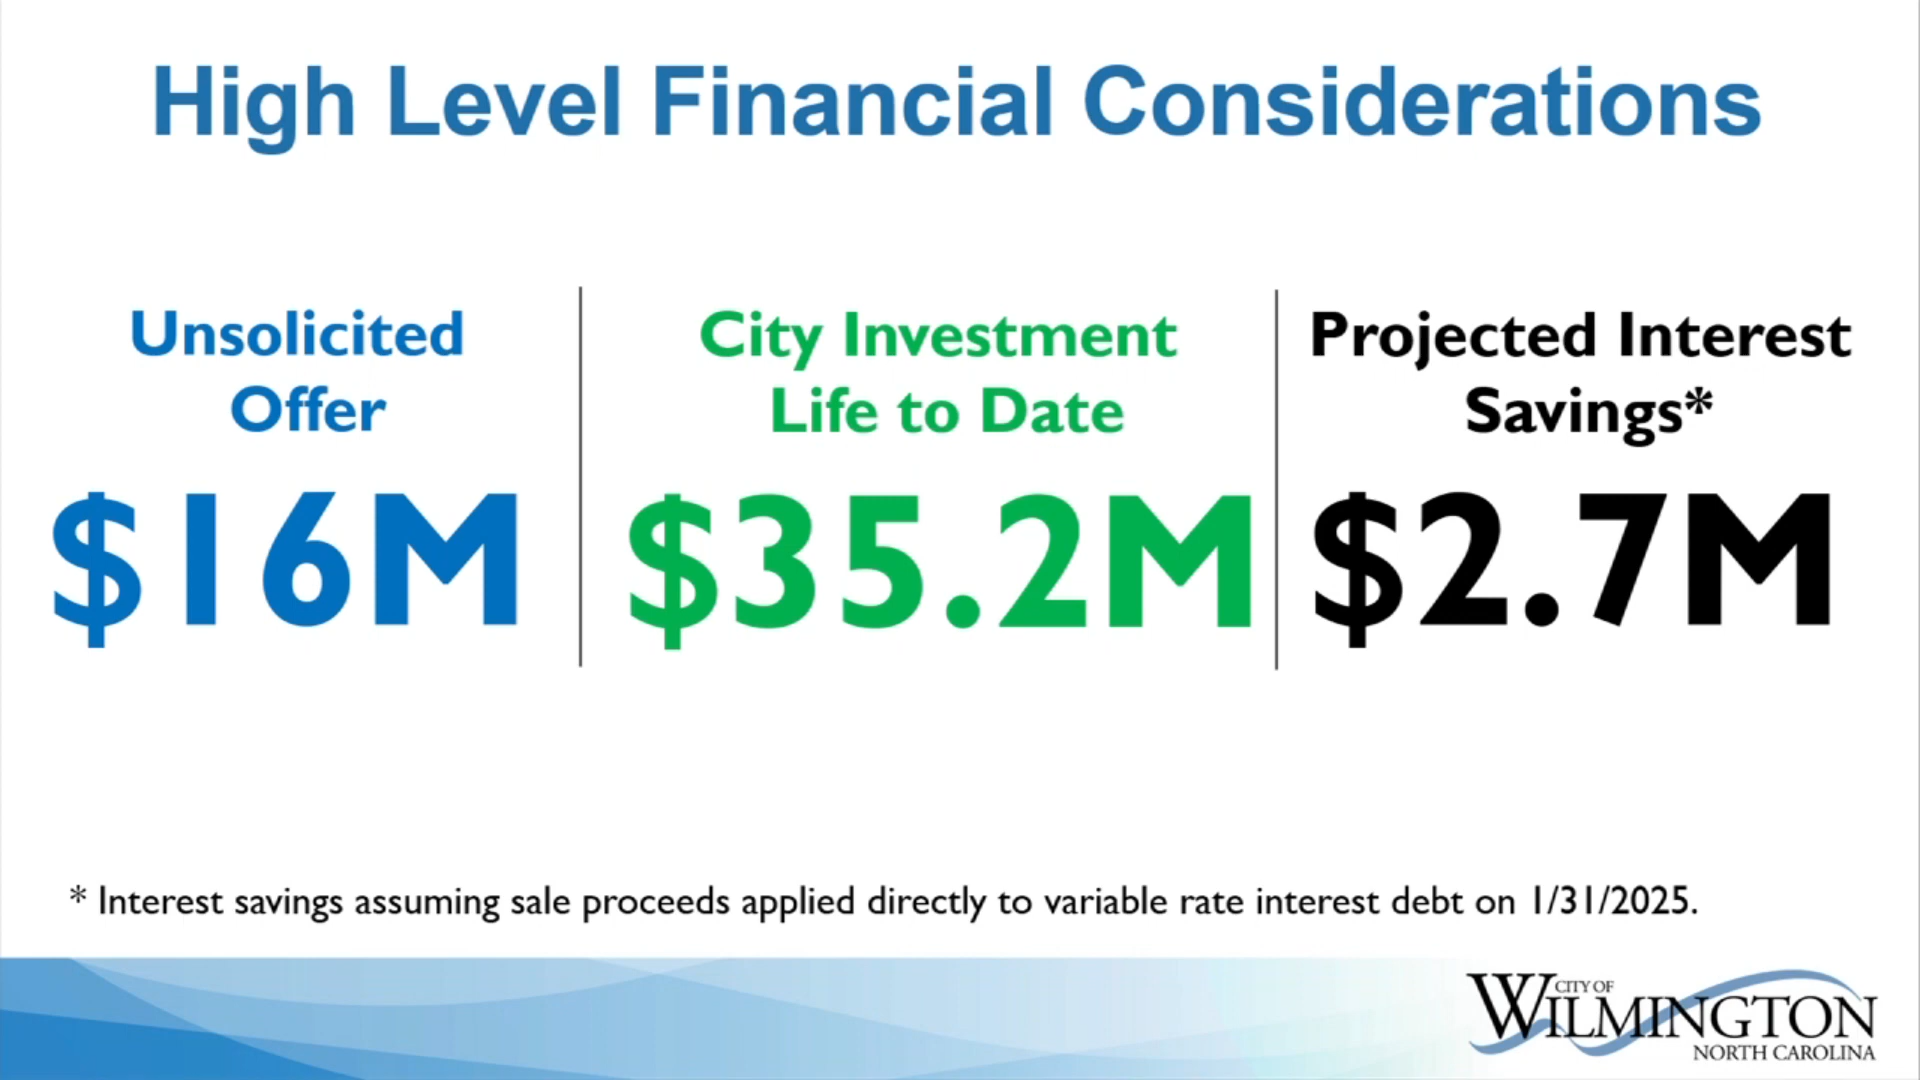 High Level Financial Considerations
Unsolicited
Offer
$16M
City Investment
Life to Date
$35.2M
Projected Interest
Savings*
$2.7M
* Interest savings assuming sale proceeds applied directly to variable rate interest debt on 1/31/2025.
CITY OF
WILMINGTON
NORTH CAROLINA